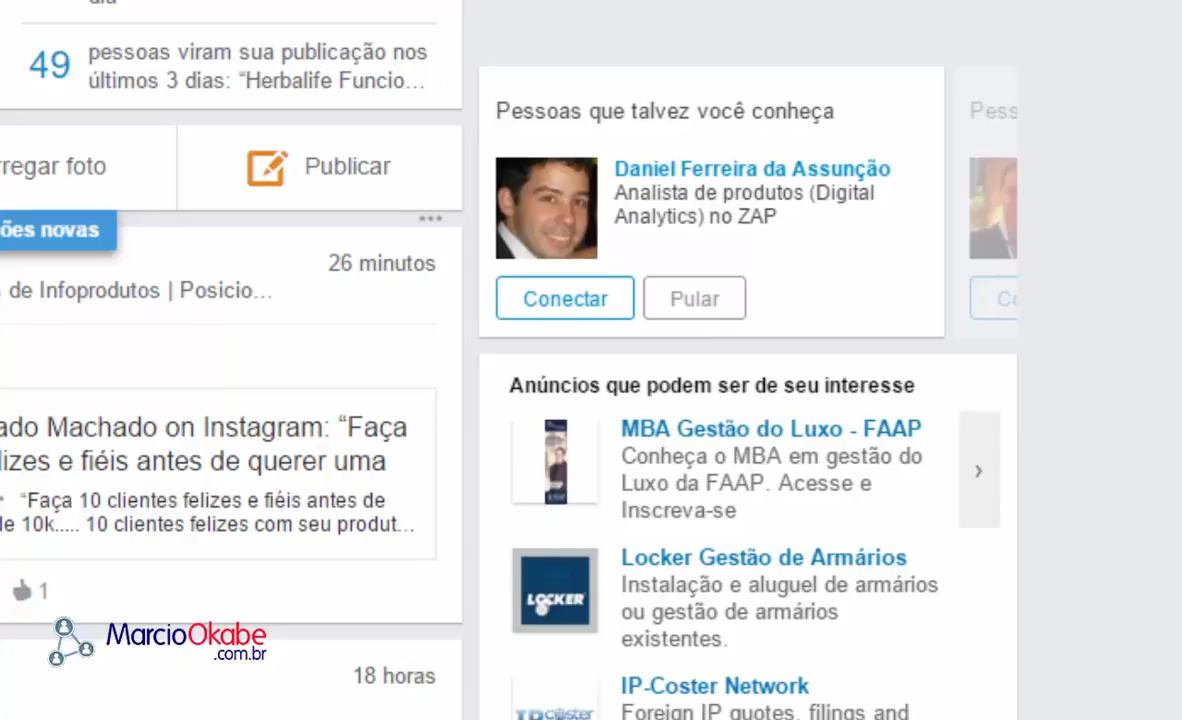 dia
49
pessoas viram sua publicação nos
últimos 3 dias: “Herbalife Funcio...
regar foto
Publicar
ões novas
26 minutos
de Infoprodutos | Posicio...
ado Machado on Instagram: “Faça
lizes e fiéis antes de querer uma
“Faça 10 clientes felizes e fiéis antes de
de 10k..... 10 clientes felizes com seu produt...
1
MarcioOkabe
.com.br
18 horas
Pessoas que talvez você conheça
Daniel Ferreira da Assunção
Analista de produtos (Digital
Analytics) no ZAP
Conectar
Pular
Pess
Co
Anúncios que podem ser de seu interesse
MBA Gestão do Luxo - FAAP
Conheça o MBA em gestão do
Luxo da FAAP. Acesse e
Inscreva-se
LOCKER
Locker Gestão de Armários
Instalação e aluguel de armários
ou gestão de armários
existentes.
IPcoster
IP-Coster Network
Foreign IP quotes, filings and